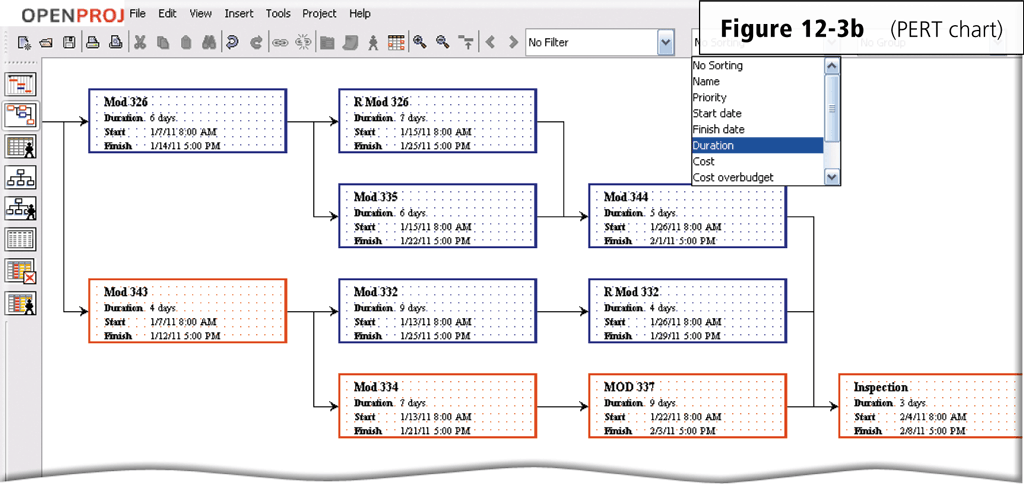 OPENPROJ File Edit View Insert Tools Project Help
Figure 12-3b (PERT chart)
No Filter
No Sorting
No Group
No Sorting
Name
Priority
Start date
Finish date
Duration
Cost
Cost overbudget
Mod 326
Duration 6 days
Start 1/7/11 8:00 AM
Finish 1/14/11 5:00 PM
R Mod 326
Duration 7 days
Start 1/15/11 8:00 AM
Finish 1/25/11 5:00 PM
Mod 335
Duration 6 days
Start 1/15/11 8:00 AM
Finish 1/22/11 5:00 PM
Mod 344
Duration 5 days
Start 1/26/11 8:00 AM
Finish 2/1/11 5:00 PM
Mod 343
Duration 4 days
Start 1/7/11 8:00 AM
Finish 1/12/11 5:00 PM
Mod 332
Duration 9 days
Start 1/13/11 8:00 AM
Finish 1/25/11 5:00 PM
R Mod 332
Duration 4 days
Start 1/26/11 8:00 AM
Finish 1/29/11 5:00 PM
Mod 334
Duration 7 days
Start 1/13/11 8:00 AM
Finish 1/21/11 5:00 PM
MOD 337
Duration 9 days
Start 1/22/11 8:00 AM
Finish 2/3/11 5:00 PM
Inspection
Duration 3 days
Start 2/4/11 8:00 AM
Finish 2/8/11 5:00 PM